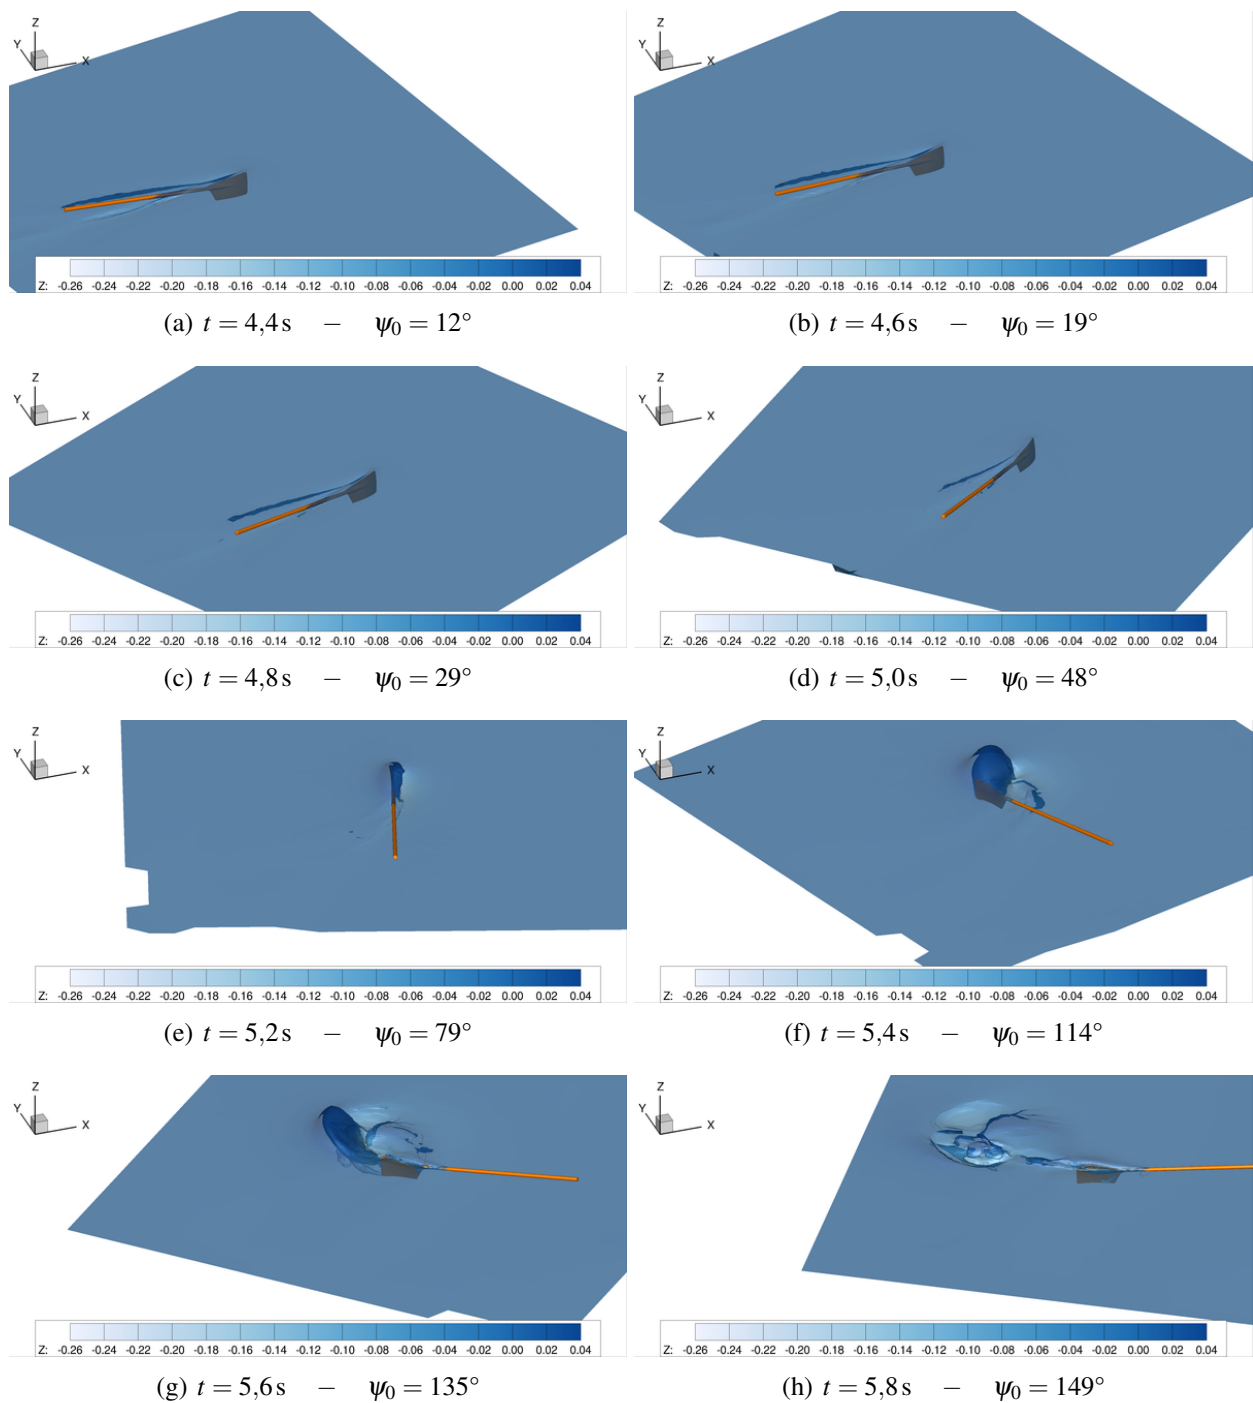 Z Y X
Z Y X
Z: -0.26 -0.24 -0.22 -0.20 -0.18 -0.16 -0.14 -0.12 -0.10 -0.08 -0.06 -0.04 -0.02 0.00 0.02 0.04
Z: -0.26 -0.24 -0.22 -0.20 -0.18 -0.16 -0.14 -0.12 -0.10 -0.08 -0.06 -0.04 -0.02 0.00 0.02 0.04
(a) t = 4,4 s – ψ₀ = 12°
(b) t = 4,6 s – ψ₀ = 19°
Z Y X
Z Y X
Z: -0.26 -0.24 -0.22 -0.20 -0.18 -0.16 -0.14 -0.12 -0.10 -0.08 -0.06 -0.04 -0.02 0.00 0.02 0.04
Z: -0.26 -0.24 -0.22 -0.20 -0.18 -0.16 -0.14 -0.12 -0.10 -0.08 -0.06 -0.04 -0.02 0.00 0.02 0.04
(c) t = 4,8 s – ψ₀ = 29°
(d) t = 5,0 s – ψ₀ = 48°
Z Y X
Z Y X
Z: -0.26 -0.24 -0.22 -0.20 -0.18 -0.16 -0.14 -0.12 -0.10 -0.08 -0.06 -0.04 -0.02 0.00 0.02 0.04
Z: -0.26 -0.24 -0.22 -0.20 -0.18 -0.16 -0.14 -0.12 -0.10 -0.08 -0.06 -0.04 -0.02 0.00 0.02 0.04
(e) t = 5,2 s – ψ₀ = 79°
(f) t = 5,4 s – ψ₀ = 114°
Z Y X
Z Y X
Z: -0.26 -0.24 -0.22 -0.20 -0.18 -0.16 -0.14 -0.12 -0.10 -0.08 -0.06 -0.04 -0.02 0.00 0.02 0.04
Z: -0.26 -0.24 -0.22 -0.20 -0.18 -0.16 -0.14 -0.12 -0.10 -0.08 -0.06 -0.04 -0.02 0.00 0.02 0.04
(g) t = 5,6 s – ψ₀ = 135°
(h) t = 5,8 s – ψ₀ = 149°